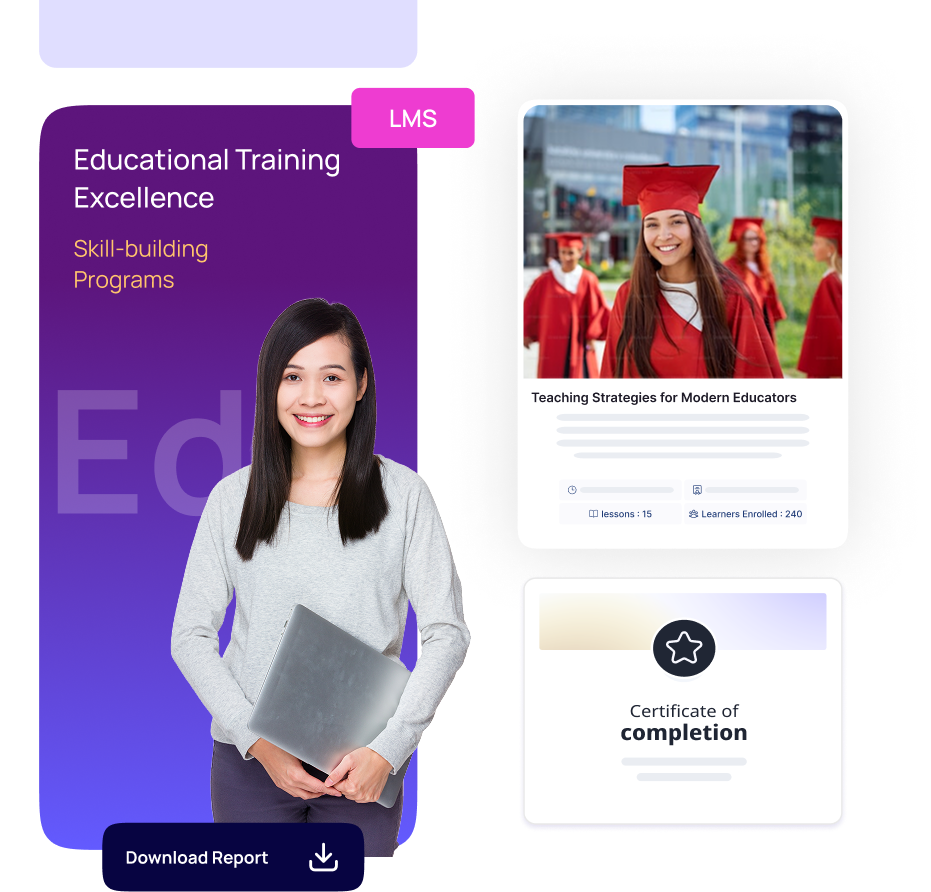 LMS
Educational Training
Excellence
Skill-building
Programs
Ed
Download Report
Teaching Strategies for Modern Educators
lessons : 15
Learners Enrolled : 240
Certificate of
completion